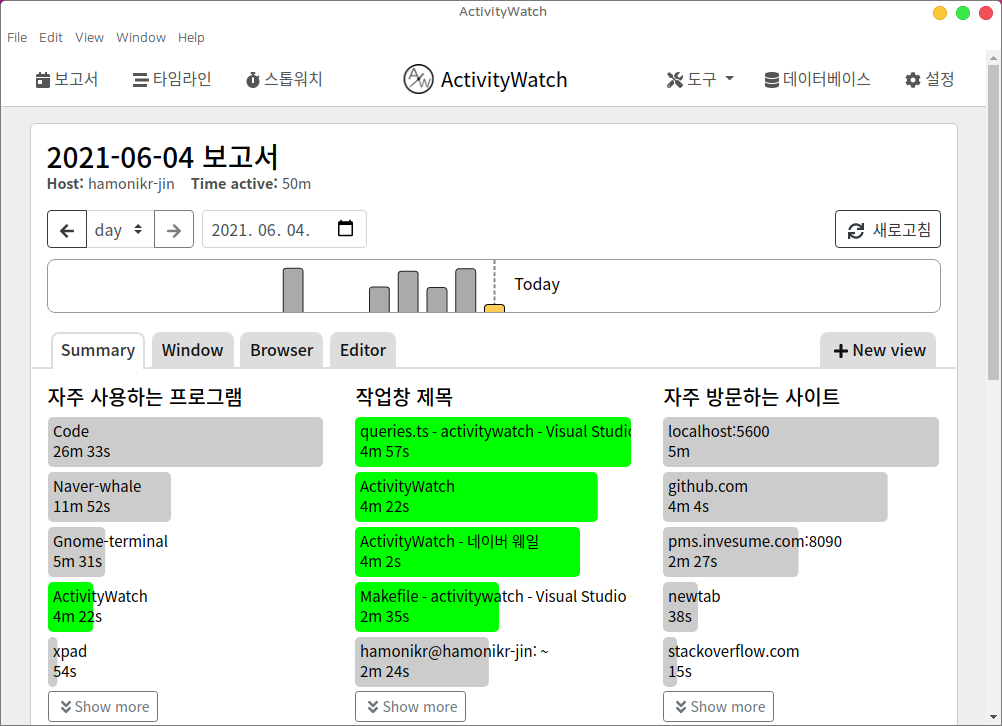 ActivityWatch
File Edit View Window Help
보고서 타임라인 스톱워치 ActivityWatch 도구 데이터베이스 설정
2021-06-04 보고서
Host: hamonikr-jin Time active: 50m
day 2021. 06. 04. 새로고침
Today
Summary Window Browser Editor New view
자주 사용하는 프로그램
Code
26m 33s
Naver-whale
11m 52s
Gnome-terminal
5m 31s
ActivityWatch
4m 22s
xpad
54s
Show more
작업창 제목
queries.ts - activitywatch - Visual Studio
4m 57s
ActivityWatch
4m 22s
ActivityWatch - 네이버 웨일
4m 2s
Makefile - activitywatch - Visual Studio
2m 35s
hamonikr@hamonikr-jin: ~
2m 24s
Show more
자주 방문하는 사이트
localhost:5600
5m
github.com
4m 4s
pms.invesume.com:8090
2m 27s
newtab
38s
stackoverflow.com
15s
Show more